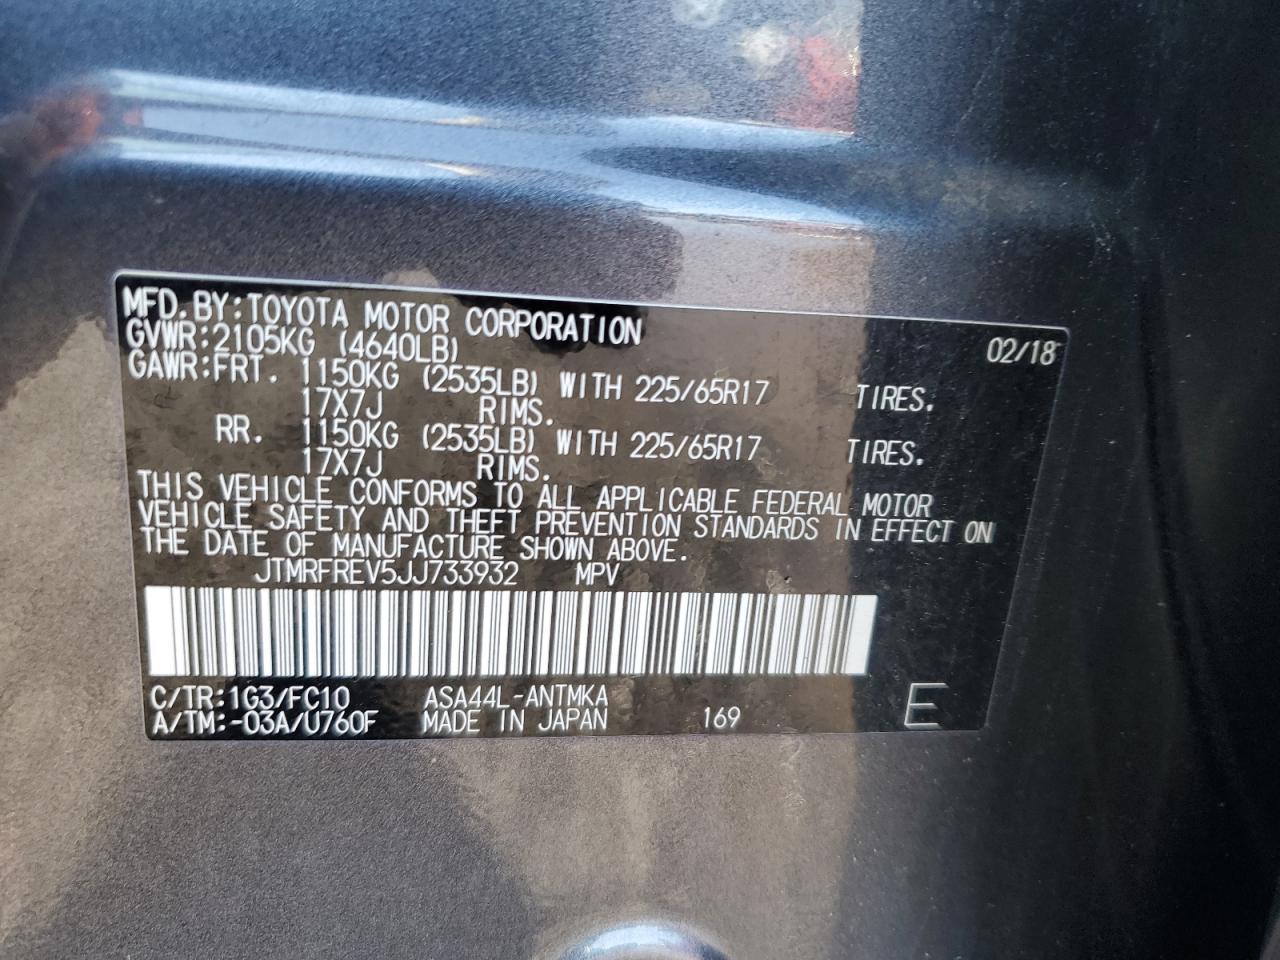 MFD.BY:TOYOTA MOTOR CORPORATION 02/18
GVWR:2105KG (4640LB)
GAWR:FRT. 1150KG (2535LB) WITH 225/65R17 TIRES.
17X7J RIMS.
RR. 1150KG (2535LB) WITH 225/65R17 TIRES.
17X7J RIMS.
THIS VEHICLE CONFORMS TO ALL APPLICABLE FEDERAL MOTOR
VEHICLE SAFETY AND THEFT PREVENTION STANDARDS IN EFFECT ON
THE DATE OF MANUFACTURE SHOWN ABOVE.
JTMRFREV5JJ733932 MPV
C/TR:1G3/FC10 ASA44L-ANTMKA
A/TM:-03A/U760F MADE IN JAPAN 169 E